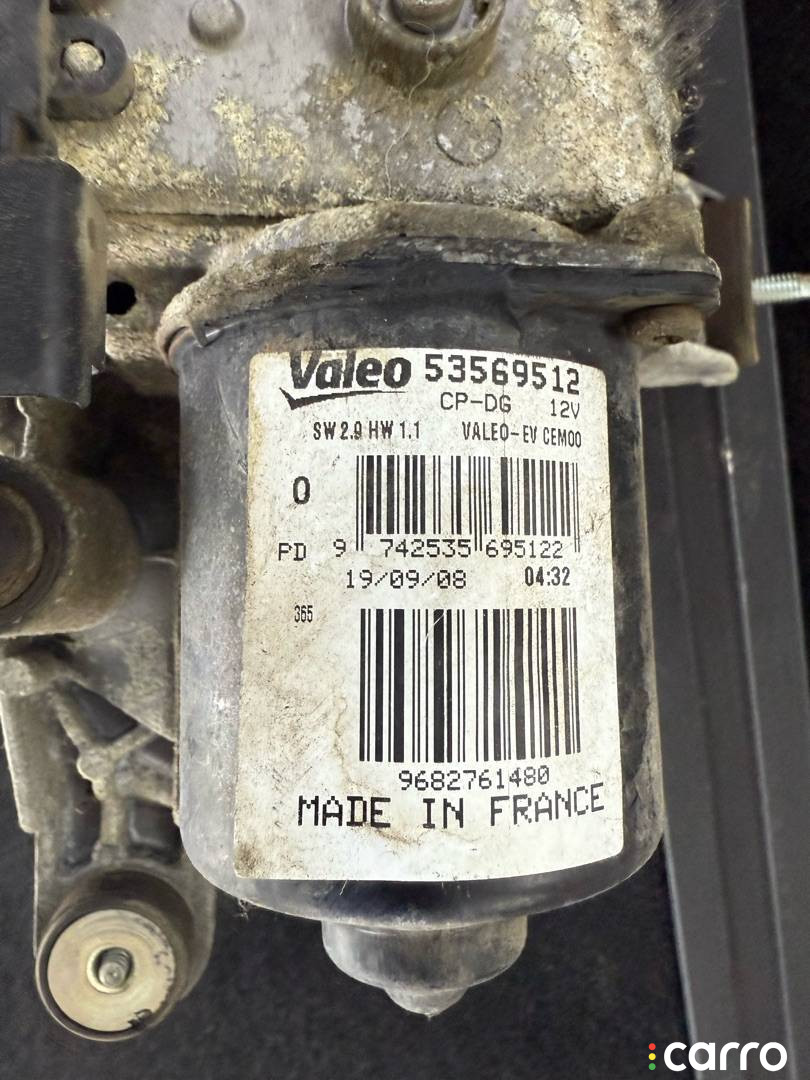 Valeo 53569512
CP-DG 12V
SW 2.9 HW 1.1 VALEO-EV CEM00
0
PD 9 742535 695122
19/09/08 04:32
365
9682761480
MADE IN FRANCE
carro